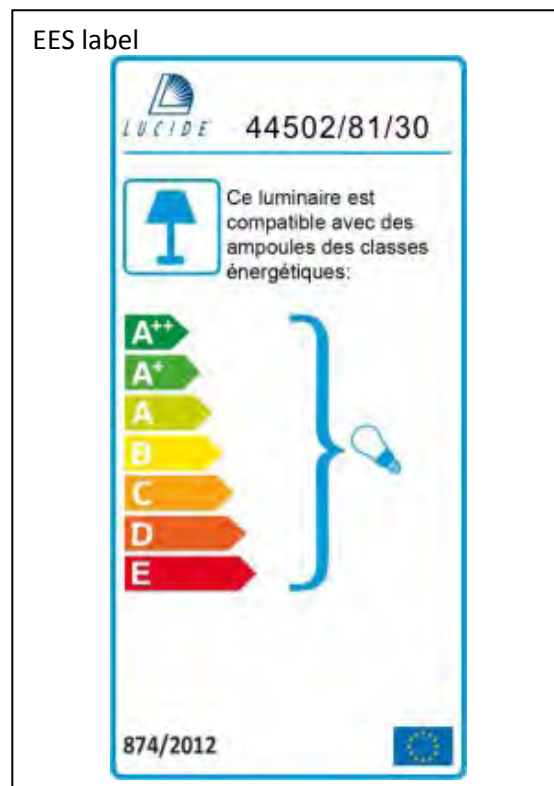 EES label
LUCIDE
44502/81/30
Ce luminaire est
compatible avec des
ampoules des classes
énergétiques:
A++
A+
A
B
C
D
E
874/2012